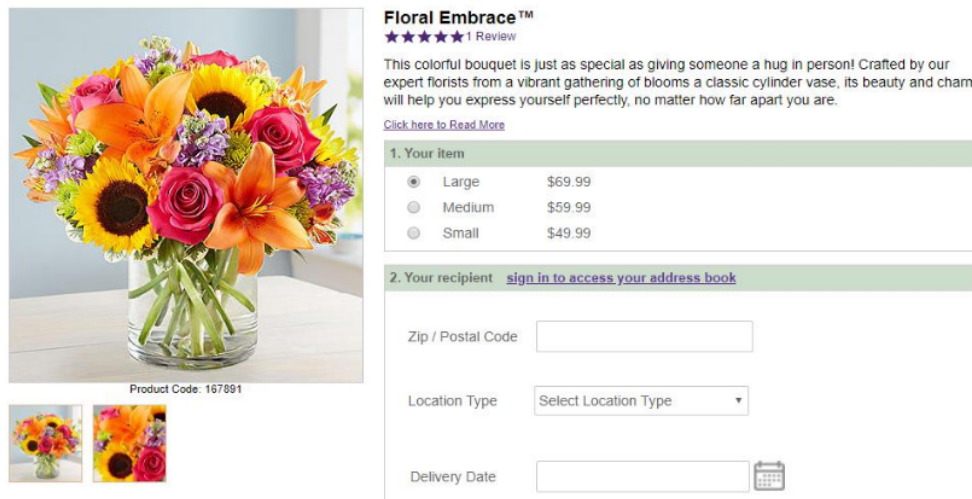 Floral Embrace™
1 Review
This colorful bouquet is just as special as giving someone a hug in person! Crafted by our
expert florists from a vibrant gathering of blooms a classic cylinder vase, its beauty and charm
will help you express yourself perfectly, no matter how far apart you are.
Click here to Read More
1. Your item
Large $69.99
Medium $59.99
Small $49.99
2. Your recipient sign in to access your address book
Zip / Postal Code
Location Type Select Location Type
Delivery Date
Product Code: 167891